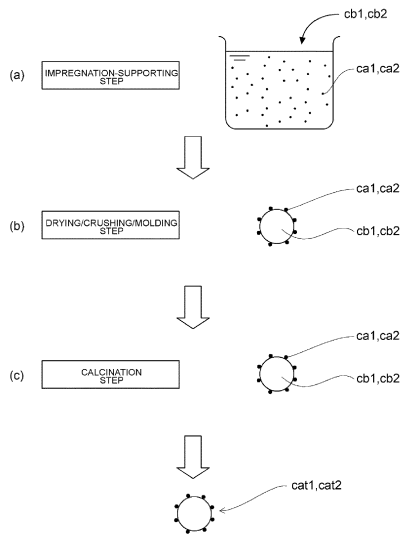 cb1,cb2
(a)
IMPREGNATION-SUPPORTING
STEP
ca1,ca2
(b)
DRYING/CRUSHING/MOLDING
STEP
ca1,ca2
cb1,cb2
(c)
CALCINATION
STEP
ca1,ca2
cb1,cb2
cat1,cat2